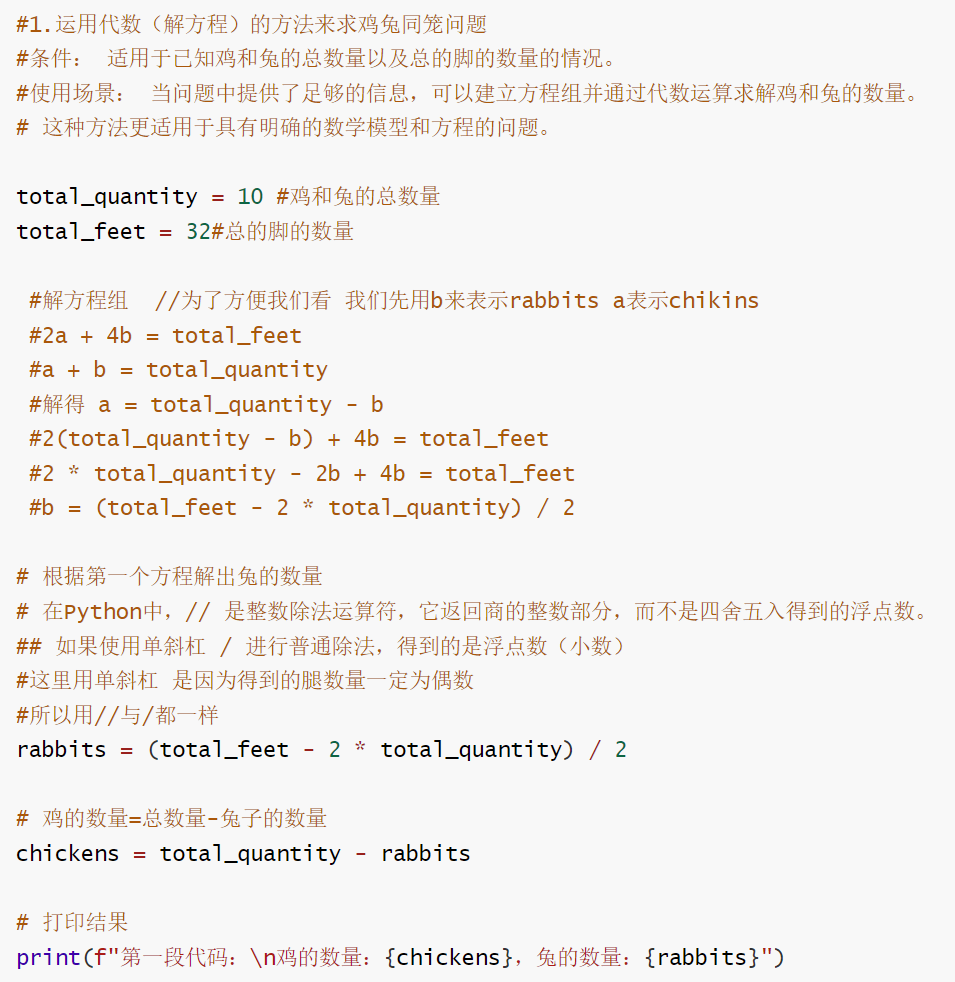 #1.运用代数（解方程）的方法来求鸡兔同笼问题
#条件： 适用于已知鸡和兔的总数量以及总的脚的数量的情况。
#使用场景： 当问题中提供了足够的信息，可以建立方程组并通过代数运算求解鸡和兔的数量。
# 这种方法更适用于具有明确的数学模型和方程的问题。
total_quantity = 10 #鸡和兔的总数量
total_feet = 32#总的脚的数量
#解方程组  //为了方便我们看 我们先用b来表示rabbits a表示chikins
#2a + 4b = total_feet
#a + b = total_quantity
#解得 a = total_quantity - b
#2(total_quantity - b) + 4b = total_feet
#2 * total_quantity - 2b + 4b = total_feet
#b = (total_feet - 2 * total_quantity) / 2
# 根据第一个方程解出兔的数量
# 在Python中，// 是整数除法运算符，它返回商的整数部分，而不是四舍五入得到的浮点数。
## 如果使用单斜杠 / 进行普通除法，得到的是浮点数（小数）
#这里用单斜杠 是因为得到的腿数量一定为偶数
#所以用//与/都一样
rabbits = (total_feet - 2 * total_quantity) / 2
# 鸡的数量=总数量-兔子的数量
chickens = total_quantity - rabbits
# 打印结果
print(f"第一段代码：\n鸡的数量：{chickens}，兔的数量：{rabbits}")